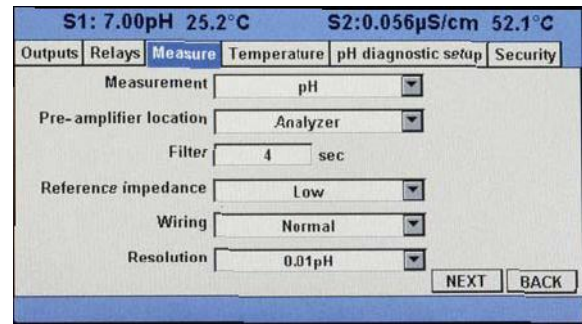 S1: 7.00pH 25.2°C S2:0.056µS/cm 52.1°C
Outputs Relays Measure Temperature pH diagnostic setup Security
Measurement pH
Pre-amplifier location Analyzer
Filter 4 sec
Reference impedance Low
Wiring Normal
Resolution 0.01pH
NEXT BACK